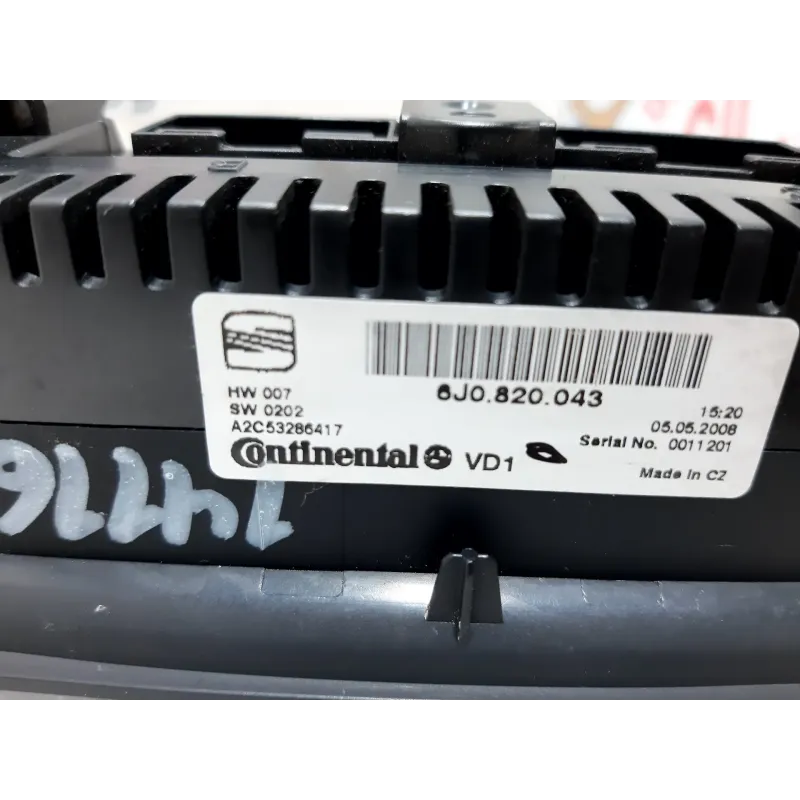 6J0.820.043
HW 007
SW 0202
A2C53286417
15:20
05.05.2008
Serial No. 0011201
Continental VD1
Made in CZ